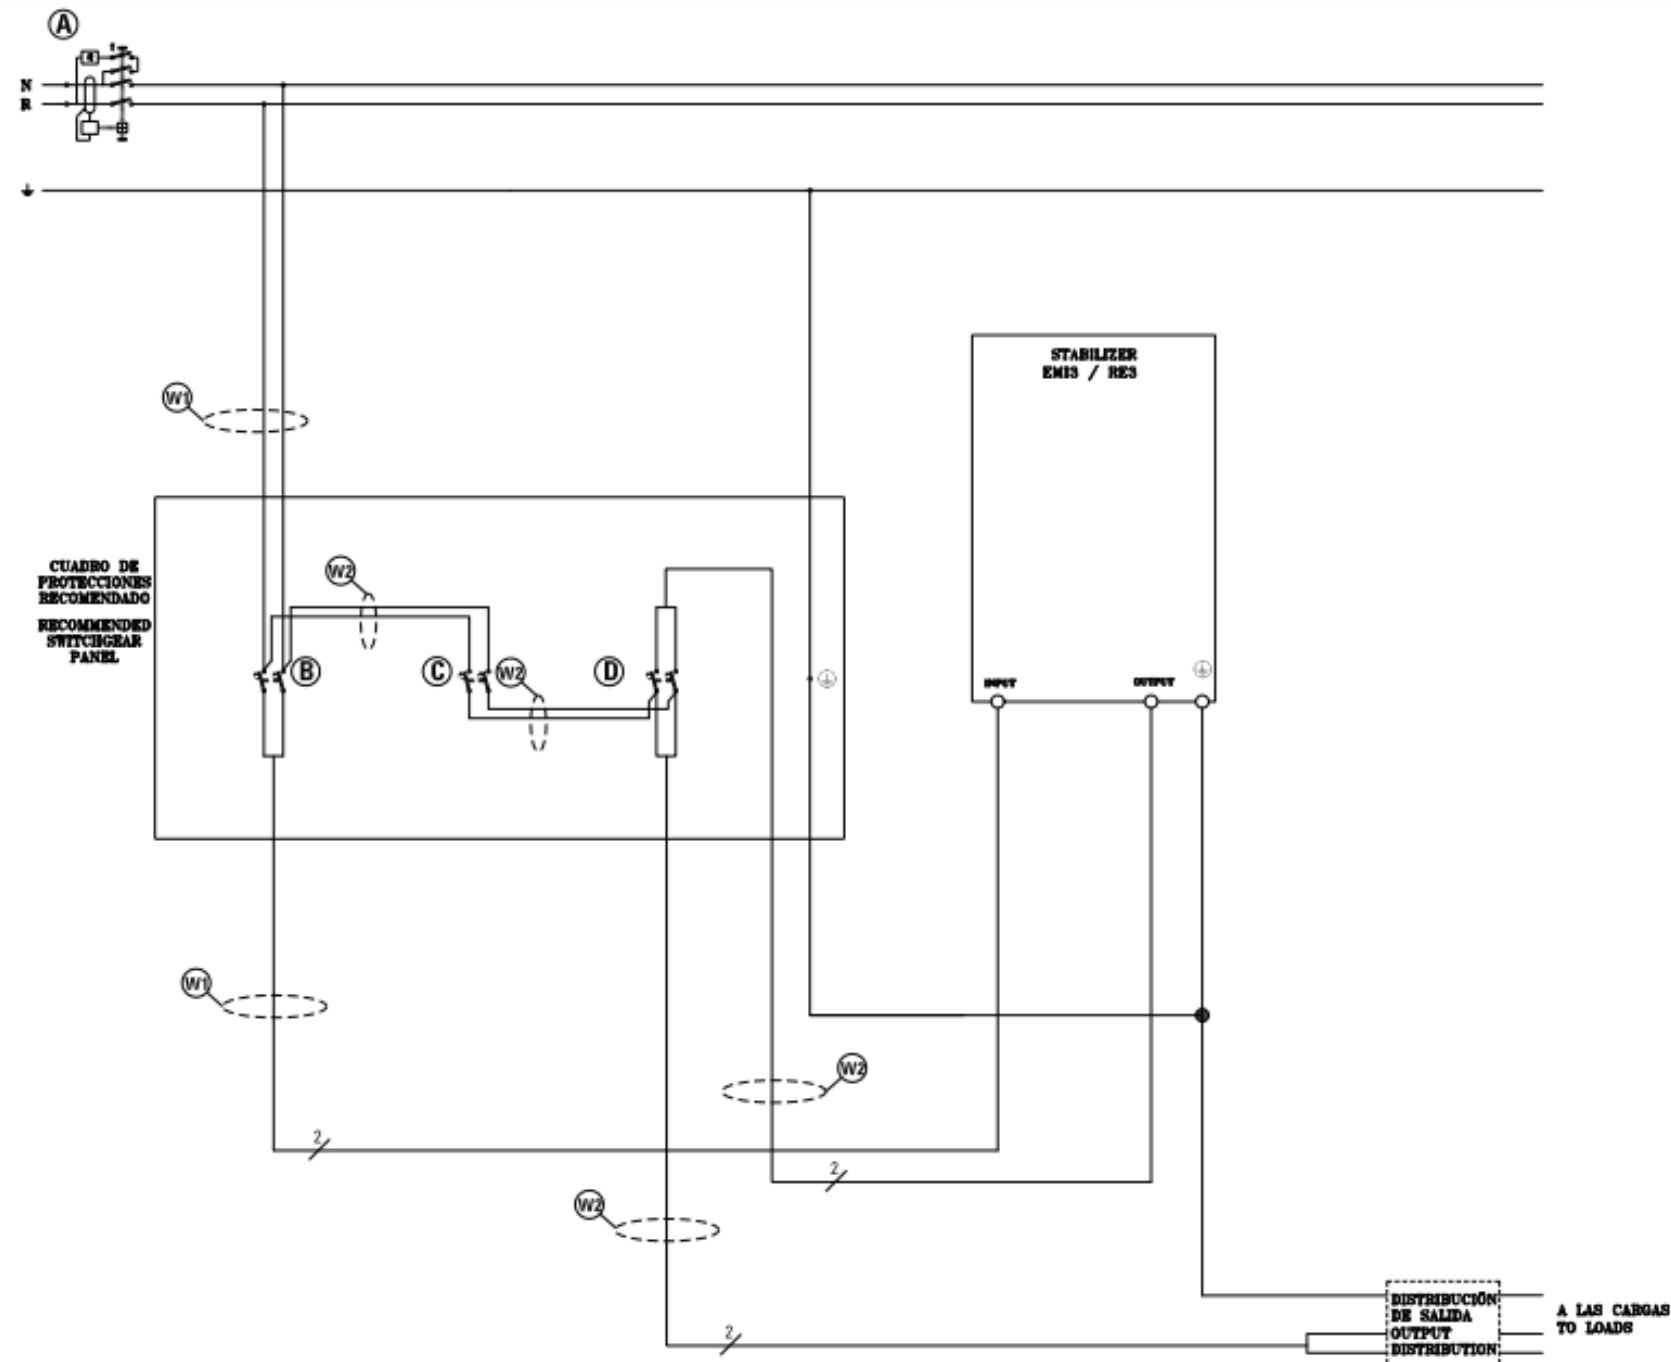 A
N
R
W1
STABILIZER
EMi3 / RE3
CUADRO DE
PROTECCIONES
RECOMENDADO
RECOMMENDED
SWITCHGEAR
PANEL
W2
B
C
W2
D
INPUT
OUTPUT
W1
W2
2
2
W2
2
DISTRIBUCIÓN
DE SALIDA
OUTPUT
DISTRIBUTION
A LAS CARGAS
TO LOADS